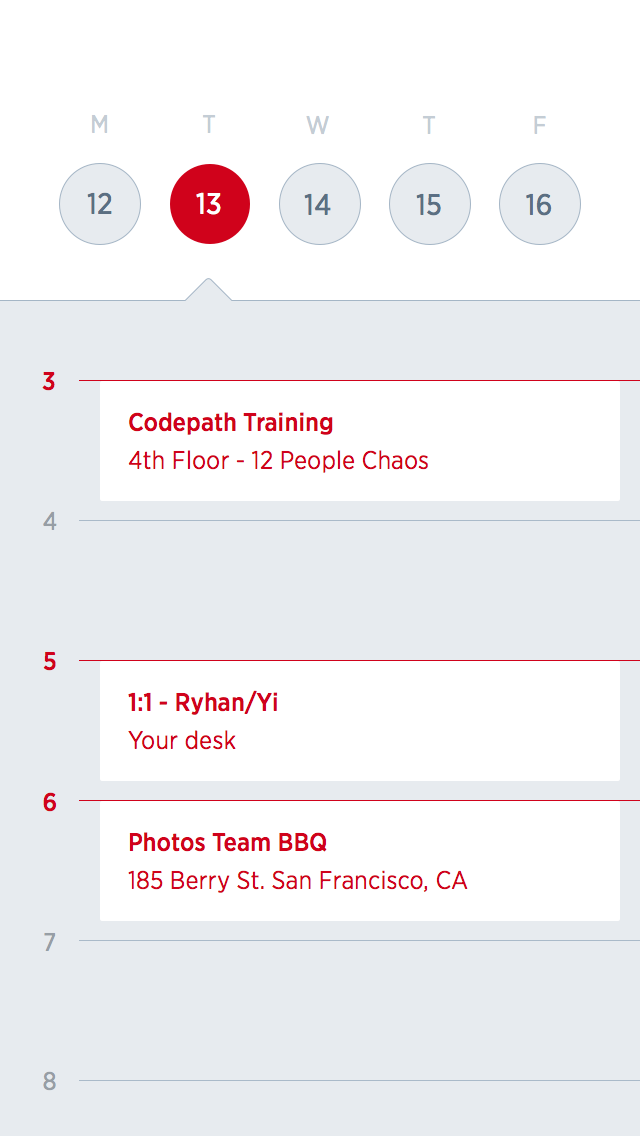 M T W T F
12 13 14 15 16
3
Codepath Training
4th Floor - 12 People Chaos
4
5
1:1 - Ryhan/Yi
Your desk
6
Photos Team BBQ
185 Berry St. San Francisco, CA
7
8